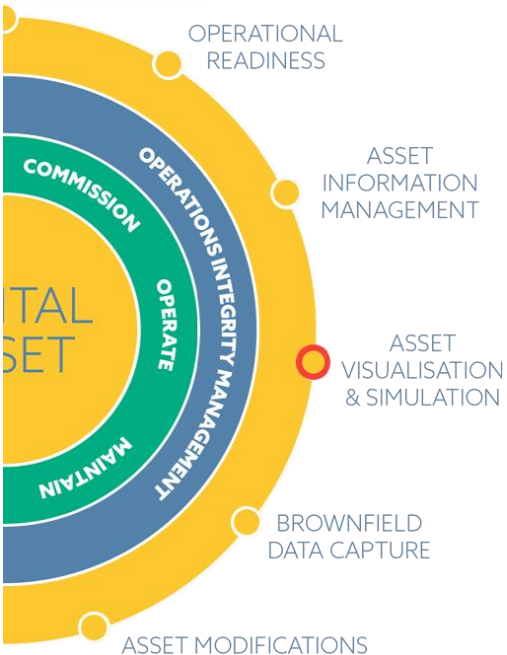 OPERATIONAL
READINESS
ASSET
INFORMATION
MANAGEMENT
ASSET
VISUALISATION
& SIMULATION
BROWNFIELD
DATA CAPTURE
ASSET MODIFICATIONS
OPERATIONS INTEGRITY MANAGEMENT
COMMISSION
OPERATE
MAINTAIN
ITAL
SET